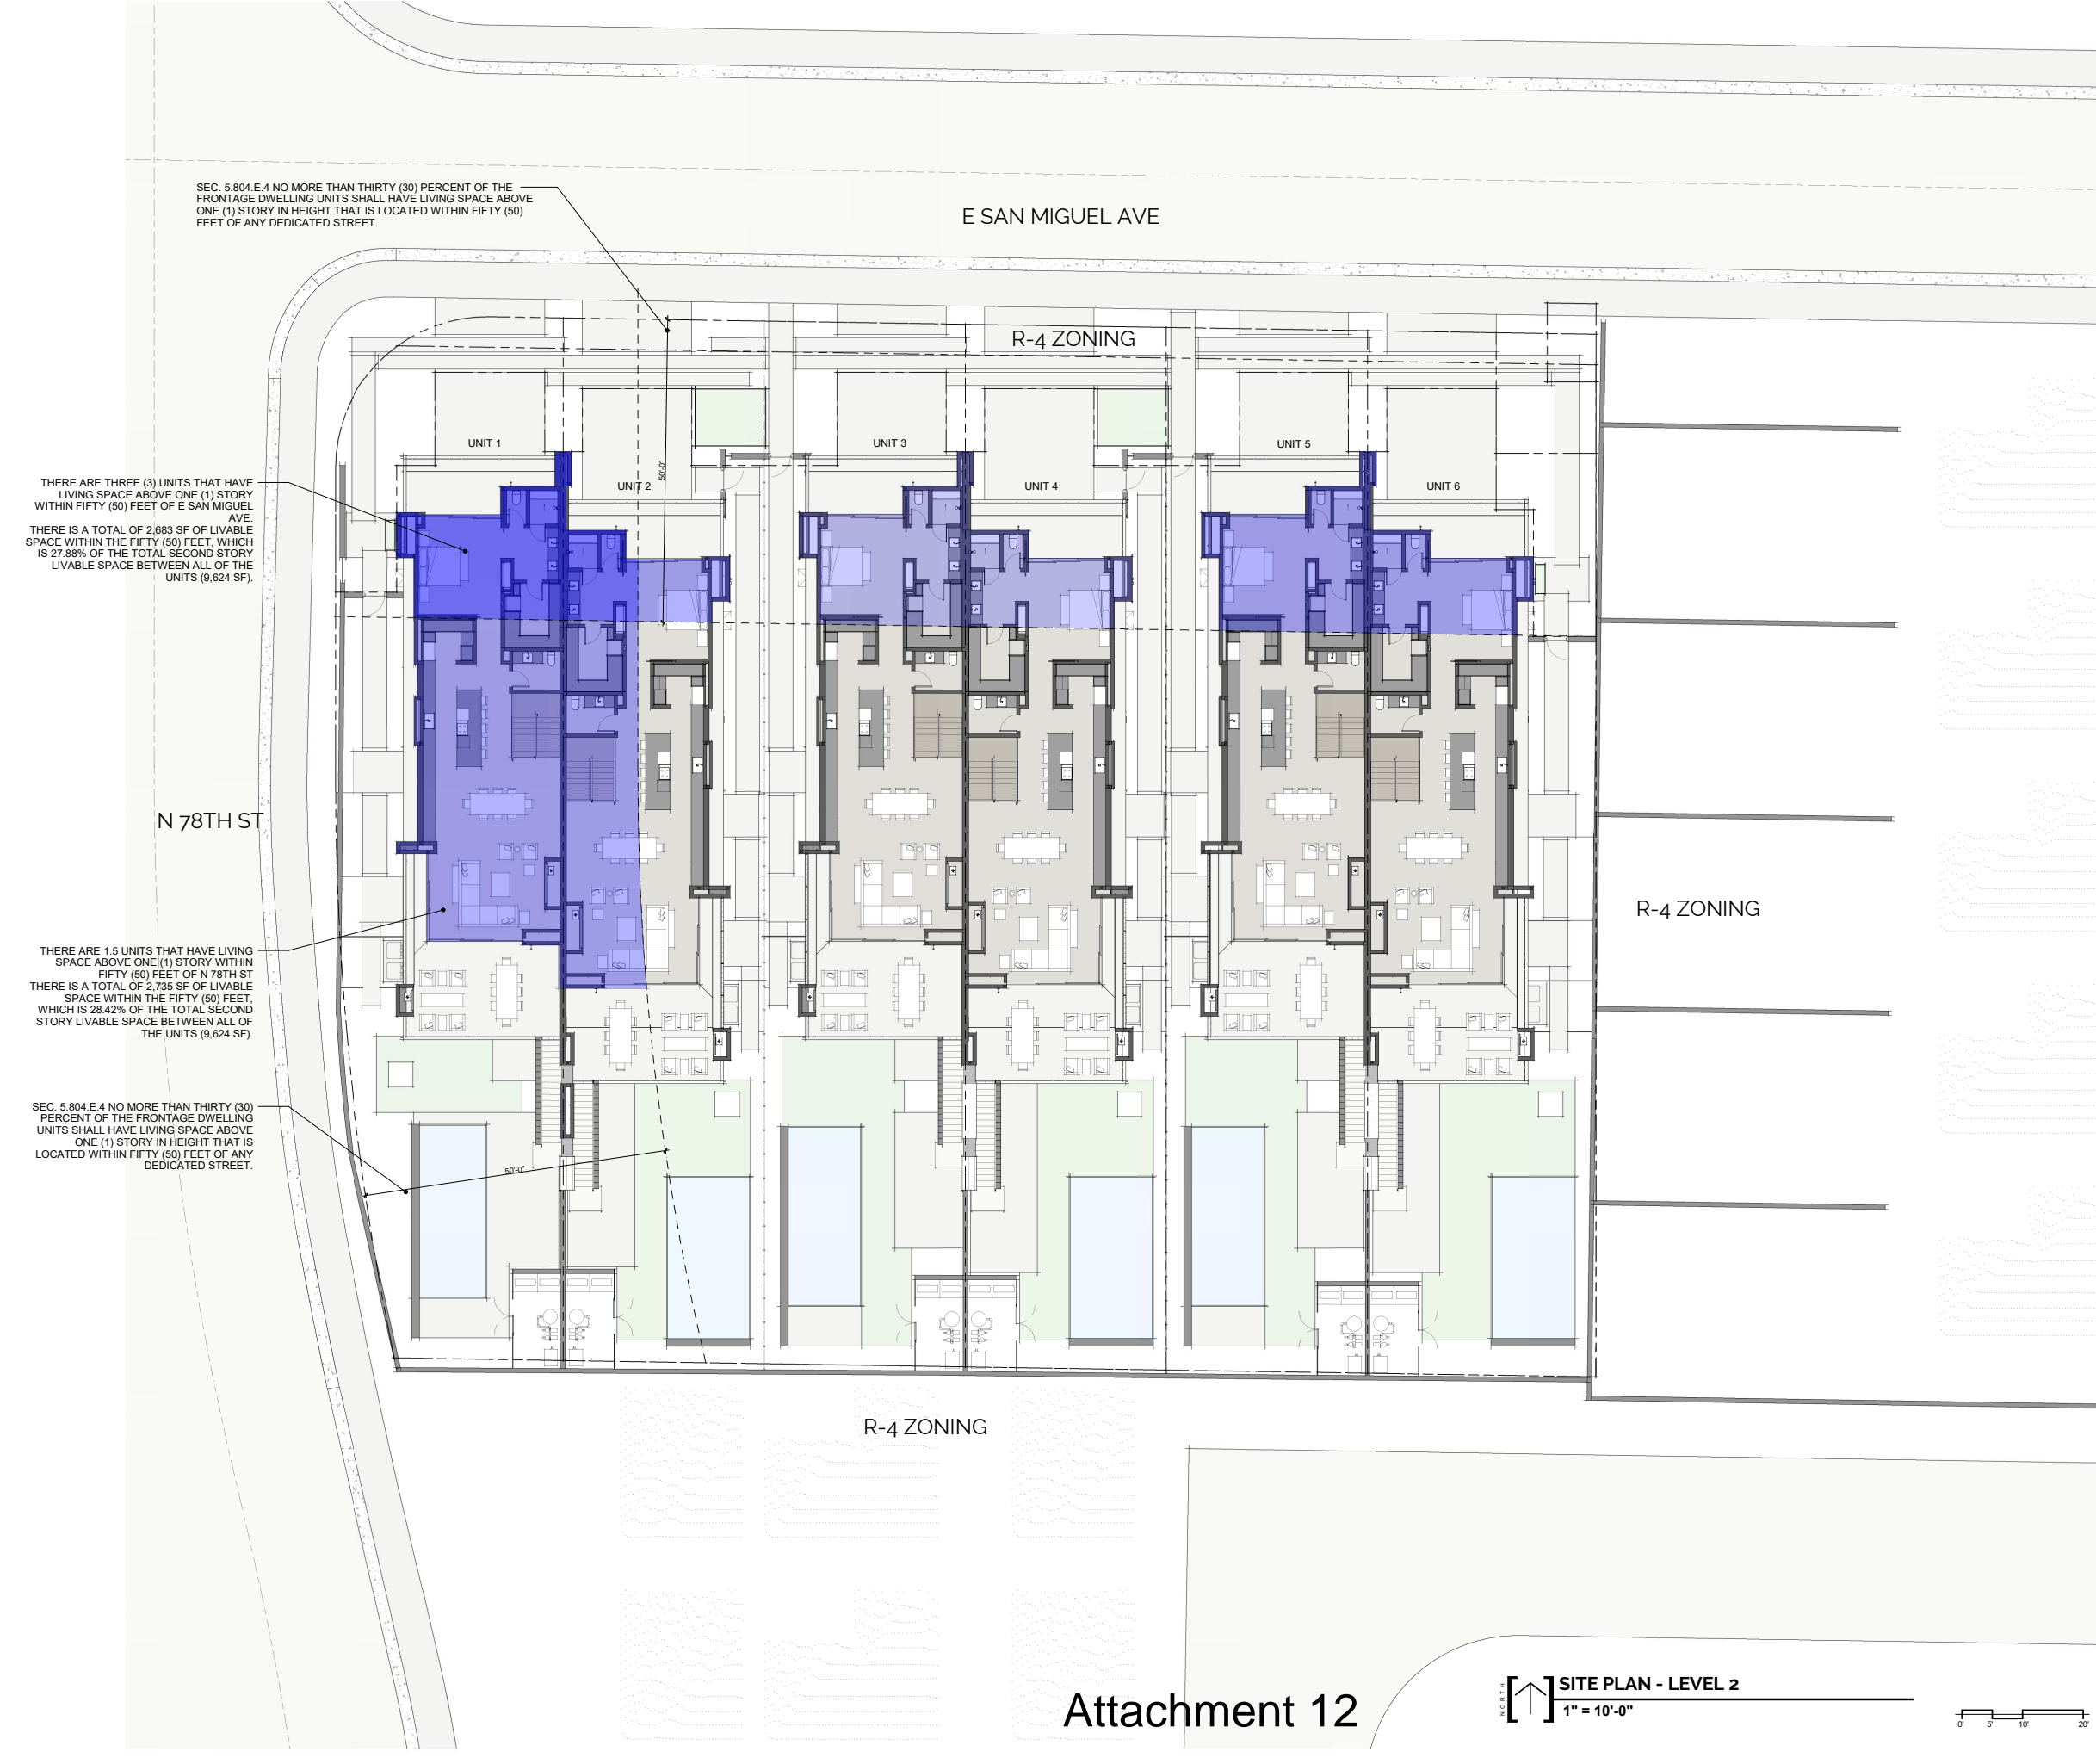 SEC. 5.804.E.4 NO MORE THAN THIRTY (30) PERCENT OF THE
FRONTAGE DWELLING UNITS SHALL HAVE LIVING SPACE ABOVE
ONE (1) STORY IN HEIGHT THAT IS LOCATED WITHIN FIFTY (50)
FEET OF ANY DEDICATED STREET.
E SAN MIGUEL AVE
R-4 ZONING
UNIT 1
UNIT 2
50'-0"
UNIT 3
UNIT 4
UNIT 5
UNIT 6
THERE ARE THREE (3) UNITS THAT HAVE
LIVING SPACE ABOVE ONE (1) STORY
WITHIN FIFTY (50) FEET OF E SAN MIGUEL
AVE.
THERE IS A TOTAL OF 2,683 SF OF LIVABLE
SPACE WITHIN THE FIFTY (50) FEET, WHICH
IS 27.88% OF THE TOTAL SECOND STORY
LIVABLE SPACE BETWEEN ALL OF THE
UNITS (9,624 SF).
N 78TH ST
R-4 ZONING
THERE ARE 1.5 UNITS THAT HAVE LIVING
SPACE ABOVE ONE (1) STORY WITHIN
FIFTY (50) FEET OF N 78TH ST
THERE IS A TOTAL OF 2,735 SF OF LIVABLE
SPACE WITHIN THE FIFTY (50) FEET,
WHICH IS 28.42% OF THE TOTAL SECOND
STORY LIVABLE SPACE BETWEEN ALL OF
THE UNITS (9,624 SF).
SEC. 5.804.E.4 NO MORE THAN THIRTY (30)
PERCENT OF THE FRONTAGE DWELLING
UNITS SHALL HAVE LIVING SPACE ABOVE
ONE (1) STORY IN HEIGHT THAT IS
LOCATED WITHIN FIFTY (50) FEET OF ANY
DEDICATED STREET.
50'-0"
R-4 ZONING
Attachment 12
NORTH
SITE PLAN - LEVEL 2
1" = 10'-0"
0' 5' 10' 20'